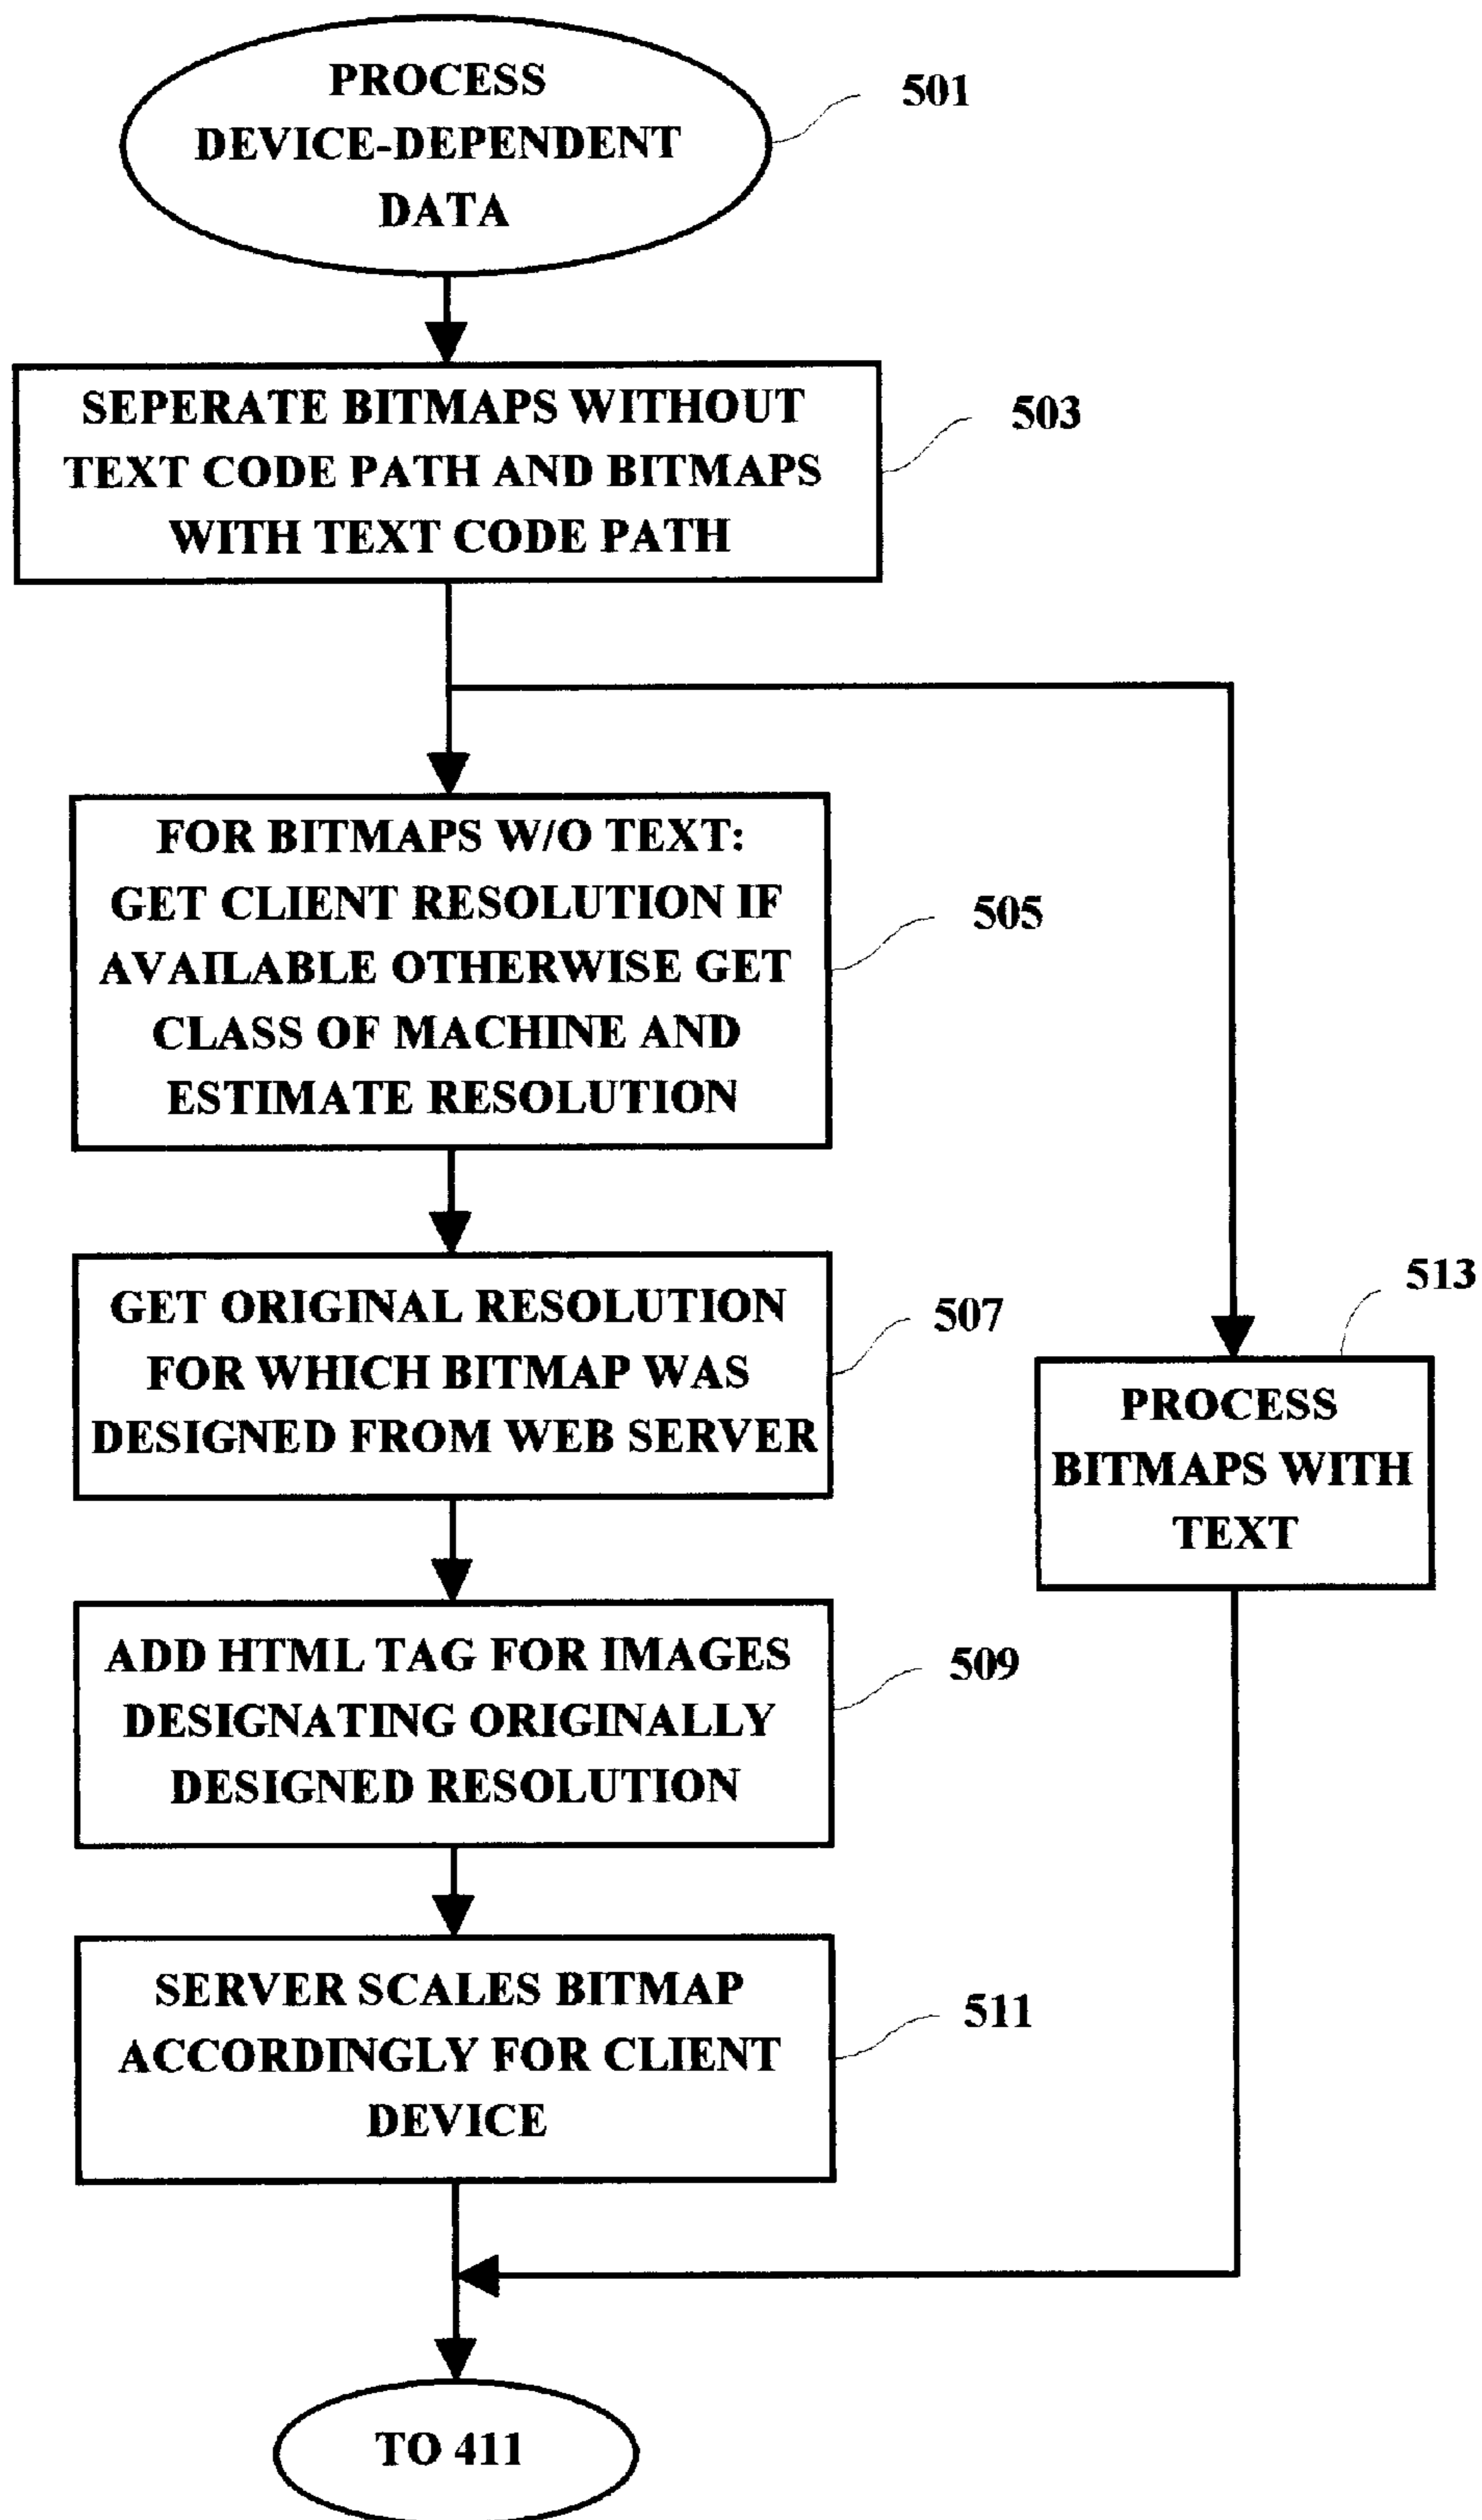 PROCESS
DEVICE-DEPENDENT
DATA
501
SEPERATE BITMAPS WITHOUT
TEXT CODE PATH AND BITMAPS
WITH TEXT CODE PATH
503
FOR BITMAPS W/O TEXT:
GET CLIENT RESOLUTION IF
AVAILABLE OTHERWISE GET
CLASS OF MACHINE AND
ESTIMATE RESOLUTION
505
GET ORIGINAL RESOLUTION
FOR WHICH BITMAP WAS
DESIGNED FROM WEB SERVER
507
513
PROCESS
BITMAPS WITH
TEXT
ADD HTML TAG FOR IMAGES
DESIGNATING ORIGINALLY
DESIGNED RESOLUTION
509
SERVER SCALES BITMAP
ACCORDINGLY FOR CLIENT
DEVICE
511
TO 411